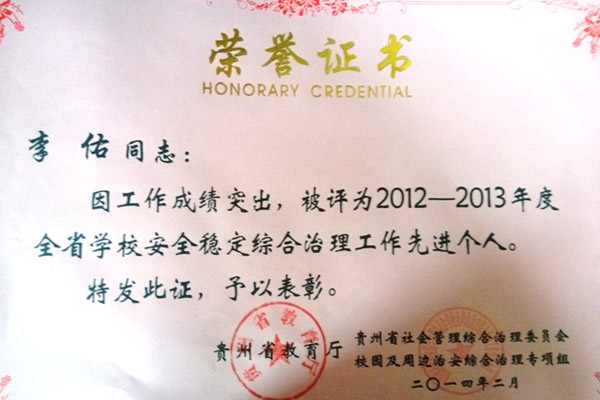 荣誉证书
HONORARY CREDENTIAL
李 佑 同志：
因工作成绩突出，被评为2012—2013年度
全省学校安全稳定综合治理工作先进个人。
特发此证，予以表彰。
贵州省教育厅
贵州省社会管理综合治理委员会
校园及周边治安综合治理专项组
二〇一四年二月